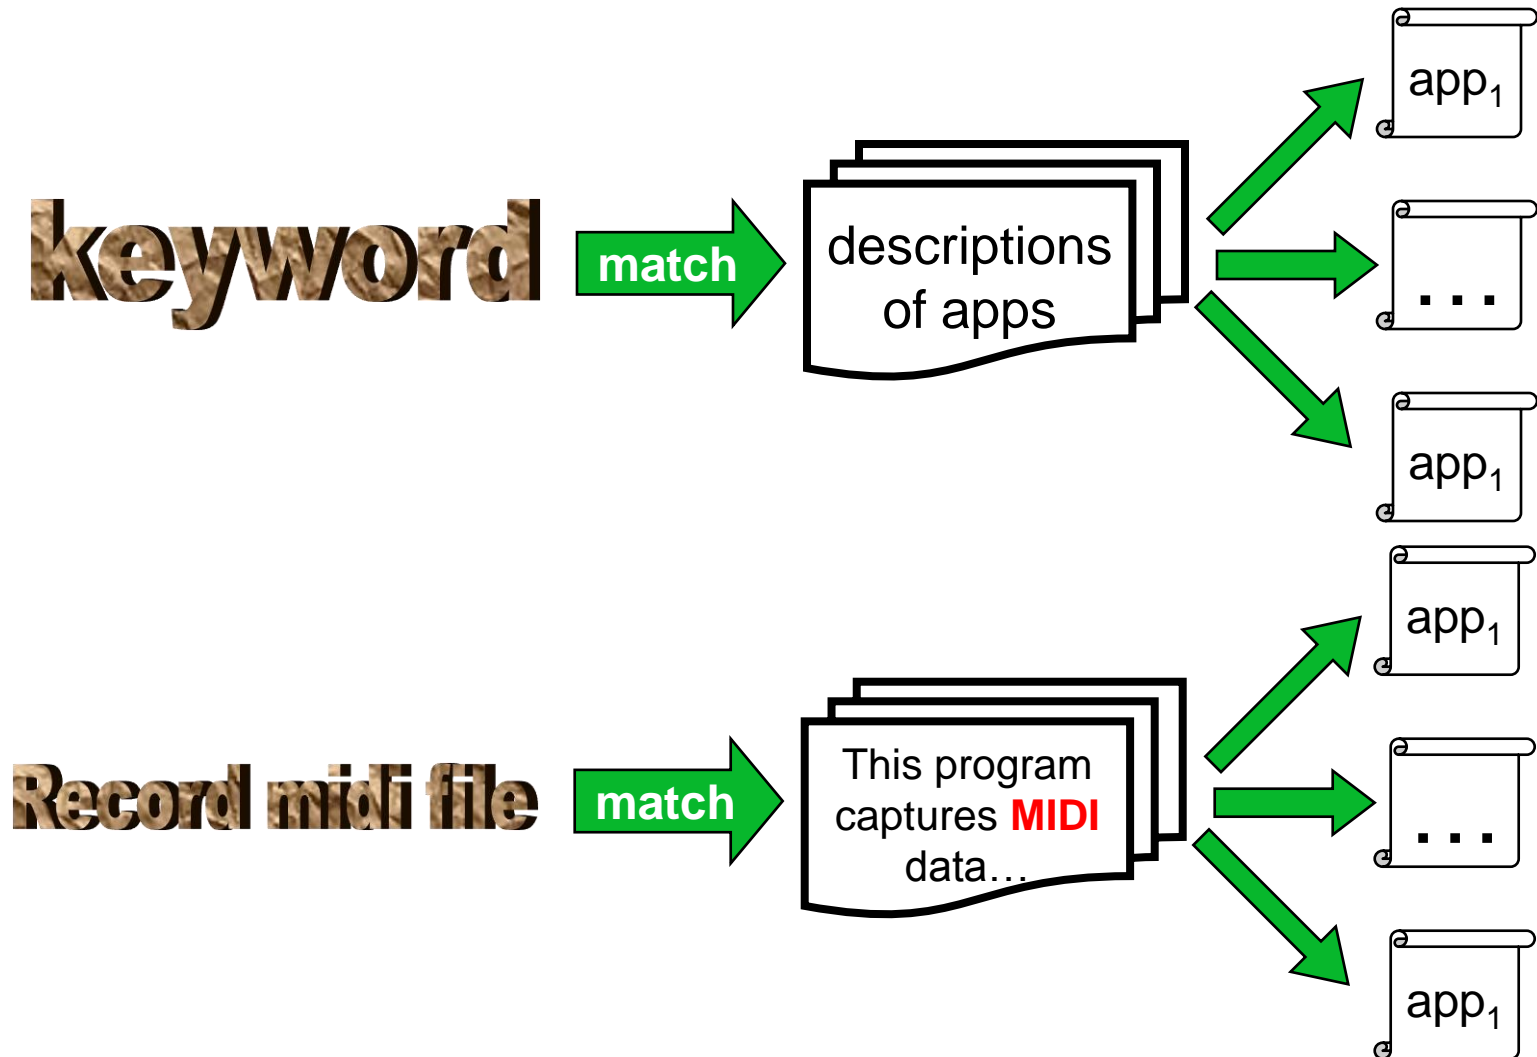 keyword
match
descriptions
of apps
app₁
...
app₁
Record midi file
match
This program
captures MIDI
data…
app₁
...
app₁